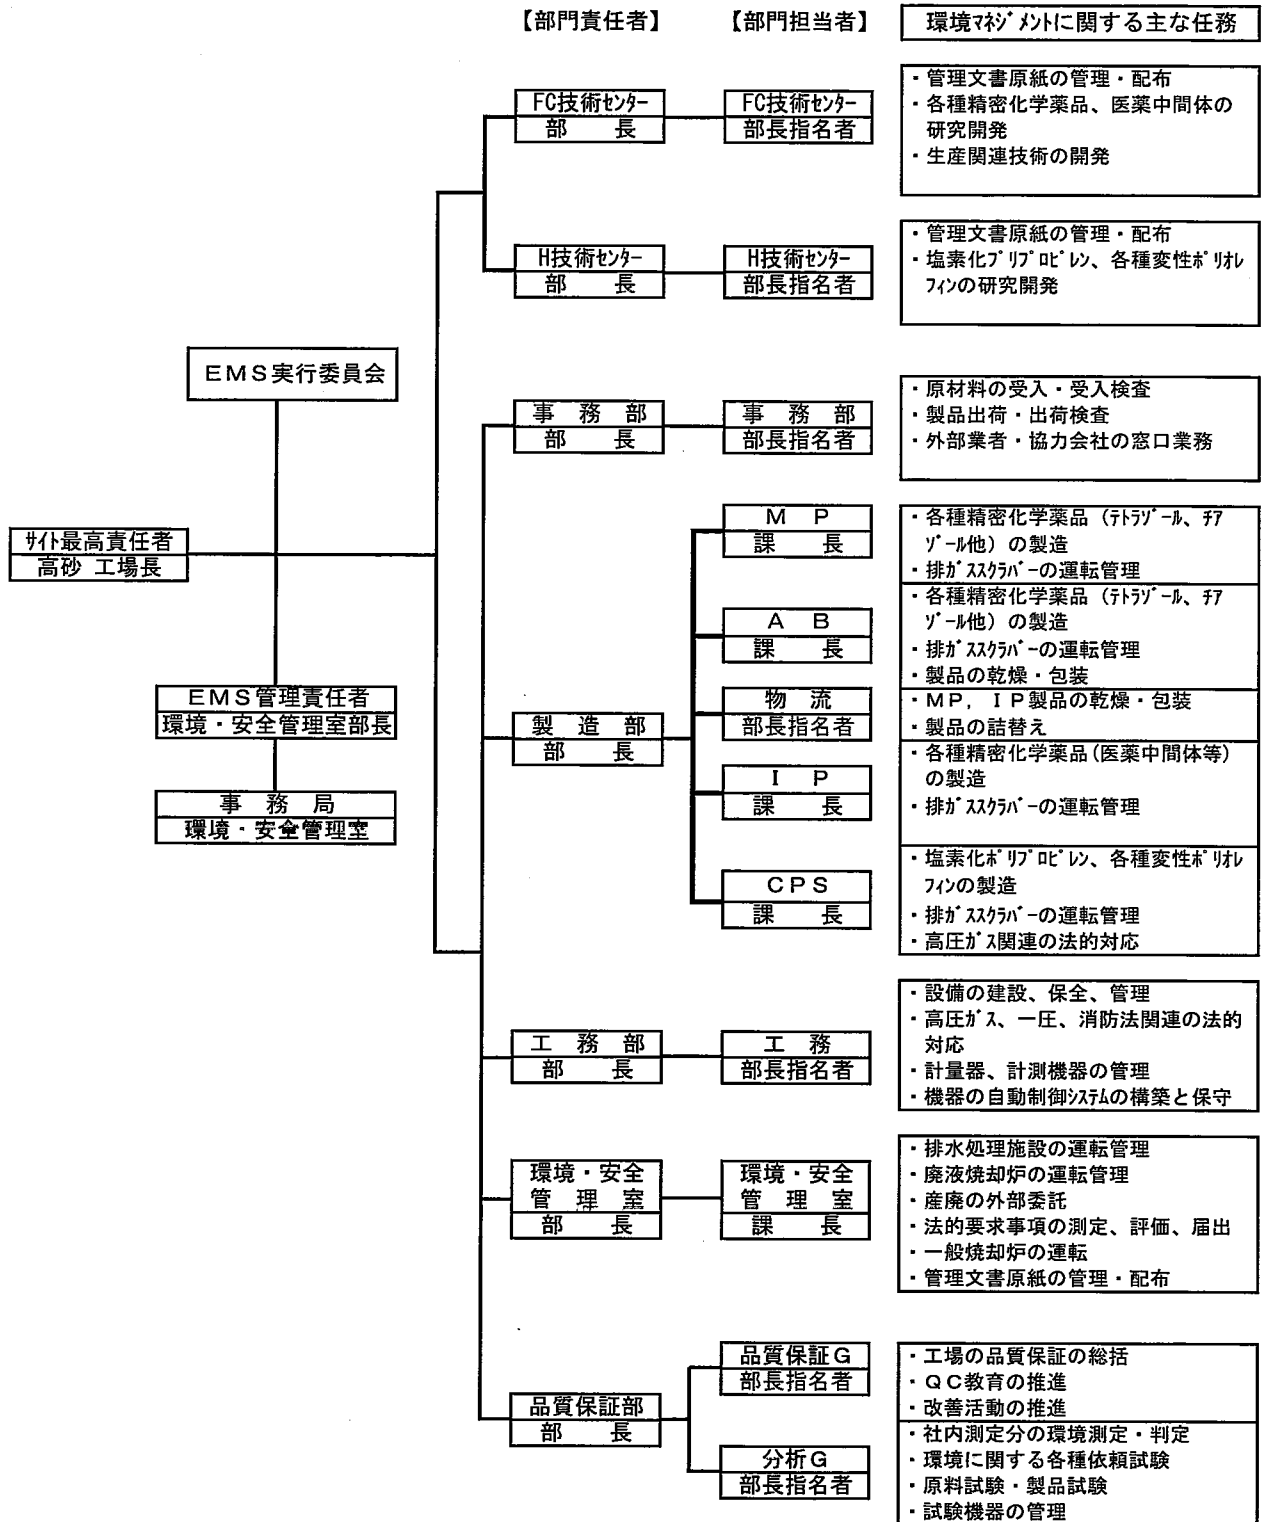 【部門責任者】 【部門担当者】 環境ﾏﾈｼﾞﾒﾝﾄに関する主な任務
FC技術ｾﾝﾀｰ
部 長
FC技術ｾﾝﾀｰ
部長指名者
・管理文書原紙の管理・配布
・各種精密化学薬品、医薬中間体の
研究開発
・生産関連技術の開発
H技術ｾﾝﾀｰ
部 長
H技術ｾﾝﾀｰ
部長指名者
・管理文書原紙の管理・配布
・塩素化ﾌﾟﾘﾌﾟﾛﾋﾟﾚﾝ、各種変性ﾎﾟﾘｵﾚ
ﾌｨﾝの研究開発
ＥＭＳ実行委員会
事 務 部
部 長
事 務 部
部長指名者
・原材料の受入・受入検査
・製品出荷・出荷検査
・外部業者・協力会社の窓口業務
ｻｲﾄ最高責任者
高砂 工場長
ＥＭＳ管理責任者
環境・安全管理室部長
事 務 局
環境・安全管理室
製 造 部
部 長
Ｍ Ｐ
課 長
・各種精密化学薬品（ﾃﾄﾗｿﾞｰﾙ、ﾁｱ
ｿﾞｰﾙ他）の製造
・排ｶﾞｽｽｸﾗﾊﾞｰの運転管理
Ａ Ｂ
課 長
・各種精密化学薬品（ﾃﾄﾗｿﾞｰﾙ、ﾁｱ
ｿﾞｰﾙ他）の製造
・排ｶﾞｽｽｸﾗﾊﾞｰの運転管理
・製品の乾燥・包装
物 流
部長指名者
・ＭＰ，ＩＰ製品の乾燥・包装
・製品の詰替え
Ｉ Ｐ
課 長
・各種精密化学薬品(医薬中間体等)
の製造
・排ｶﾞｽｽｸﾗﾊﾞｰの運転管理
ＣＰＳ
課 長
・塩素化ﾎﾟﾘﾌﾟﾛﾋﾟﾚﾝ、各種変性ﾎﾟﾘｵﾚ
ﾌｨﾝの製造
・排ｶﾞｽｽｸﾗﾊﾞｰの運転管理
・高圧ｶﾞｽ関連の法的対応
工 務 部
部 長
工 務
部長指名者
・設備の建設、保全、管理
・高圧ｶﾞｽ、一圧、消防法関連の法的
対応
・計量器、計測機器の管理
・機器の自動制御ｼｽﾃﾑの構築と保守
環境・安全
管 理 室
部 長
環境・安全
管 理 室
課 長
・排水処理施設の運転管理
・廃液焼却炉の運転管理
・産廃の外部委託
・法的要求事項の測定、評価、届出
・一般焼却炉の運転
・管理文書原紙の管理・配布
品質保証部
部 長
品質保証Ｇ
部長指名者
・工場の品質保証の総括
・ＱＣ教育の推進
・改善活動の推進
分析Ｇ
部長指名者
・社内測定分の環境測定・判定
・環境に関する各種依頼試験
・原料試験・製品試験
・試験機器の管理